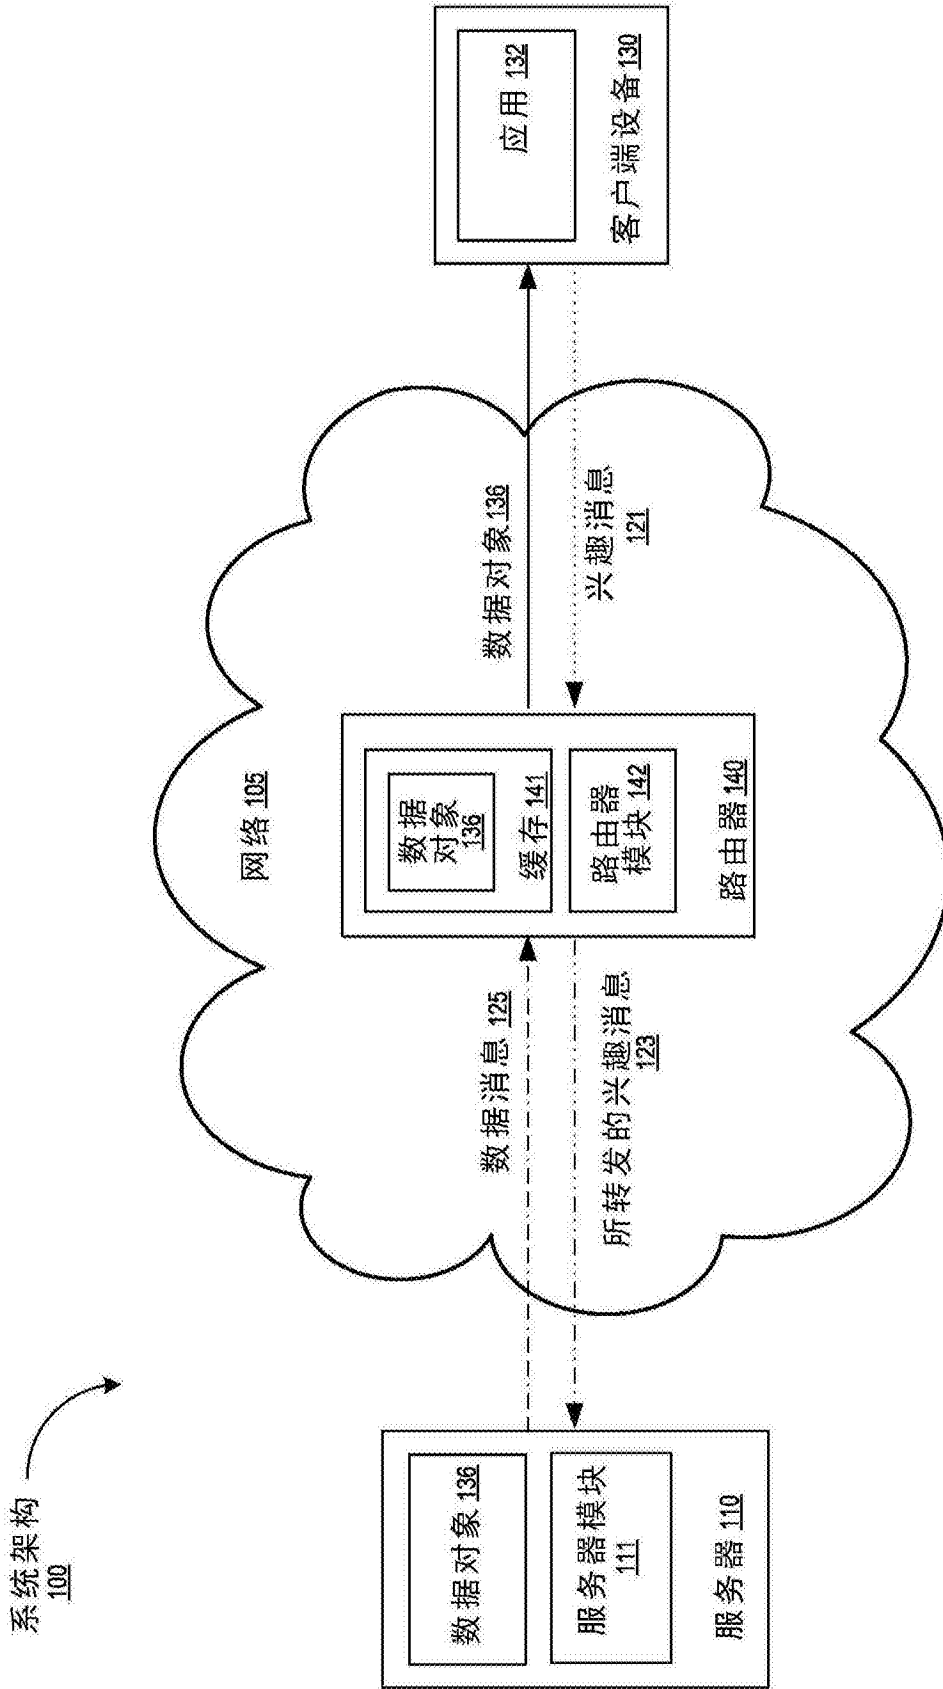 系统架构
100
网络 105
数据对象 136
服务器模块
111
服务器 110
数据消息 125
所转发的兴趣消息
123
数据
对象
136
缓存 141
路由器
模块 142
路由器 140
数据对象 136
兴趣消息
121
应用 132
客户端设备 130